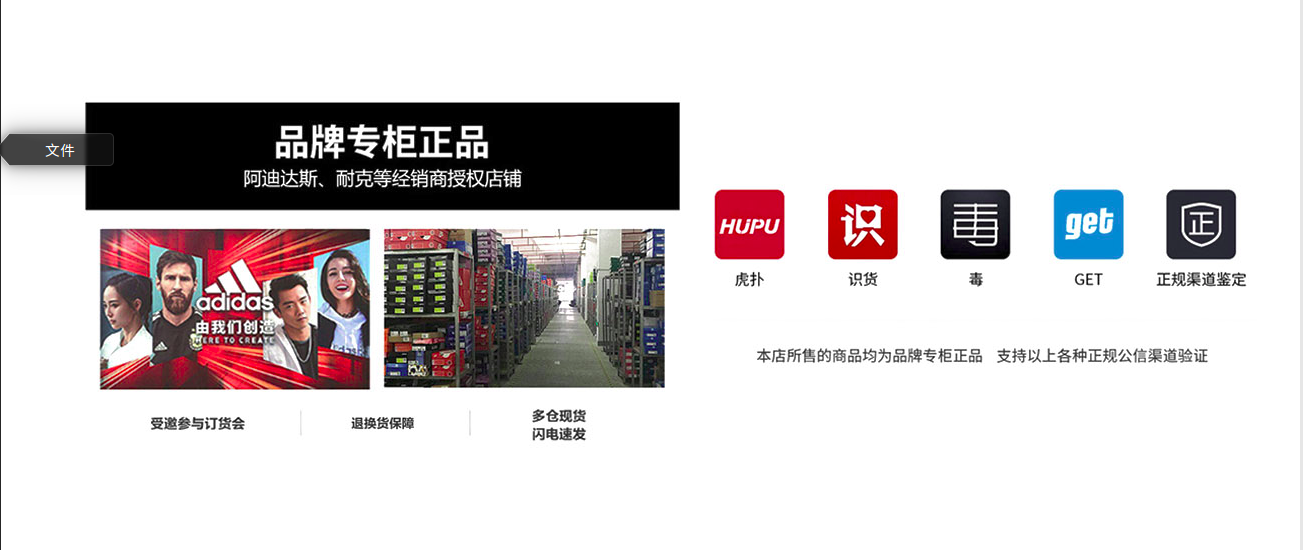 文件
品牌专柜正品
阿迪达斯、耐克等经销商授权店铺
adidas
由我们创造
HERE TO CREATE
受邀参与订货会
退换货保障
多仓现货
闪电速发
HUPU
识
毒
get
正
虎扑
识货
毒
GET
正规渠道鉴定
本店所售的商品均为品牌专柜正品 支持以上各种正规公信渠道验证